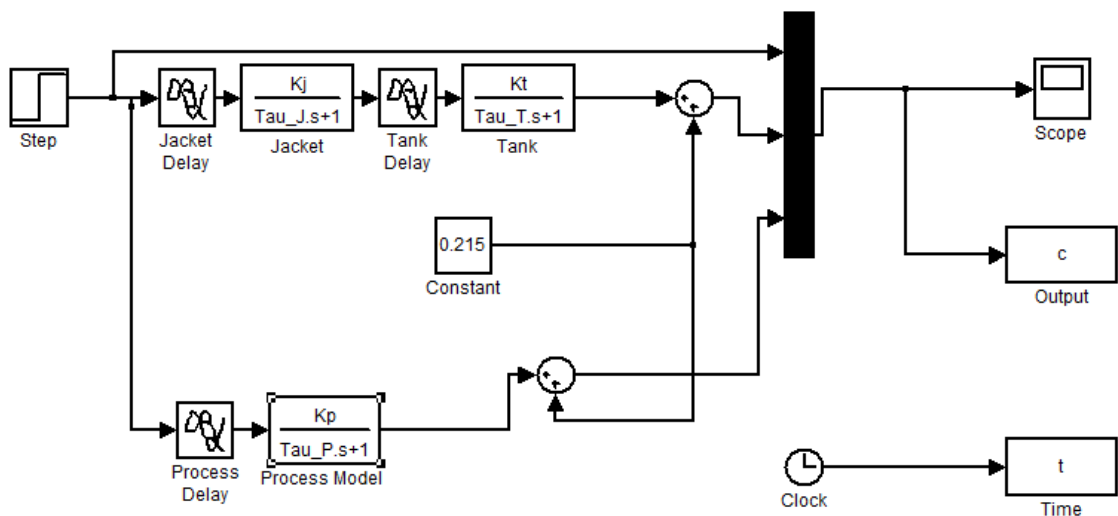 Step
Jacket
Delay
Kj
Tau_J.s+1
Jacket
Tank
Delay
Kt
Tau_T.s+1
Tank
Scope
0.215
Constant
c
Output
Process
Delay
Kp
Tau_P.s+1
Process Model
Clock
t
Time